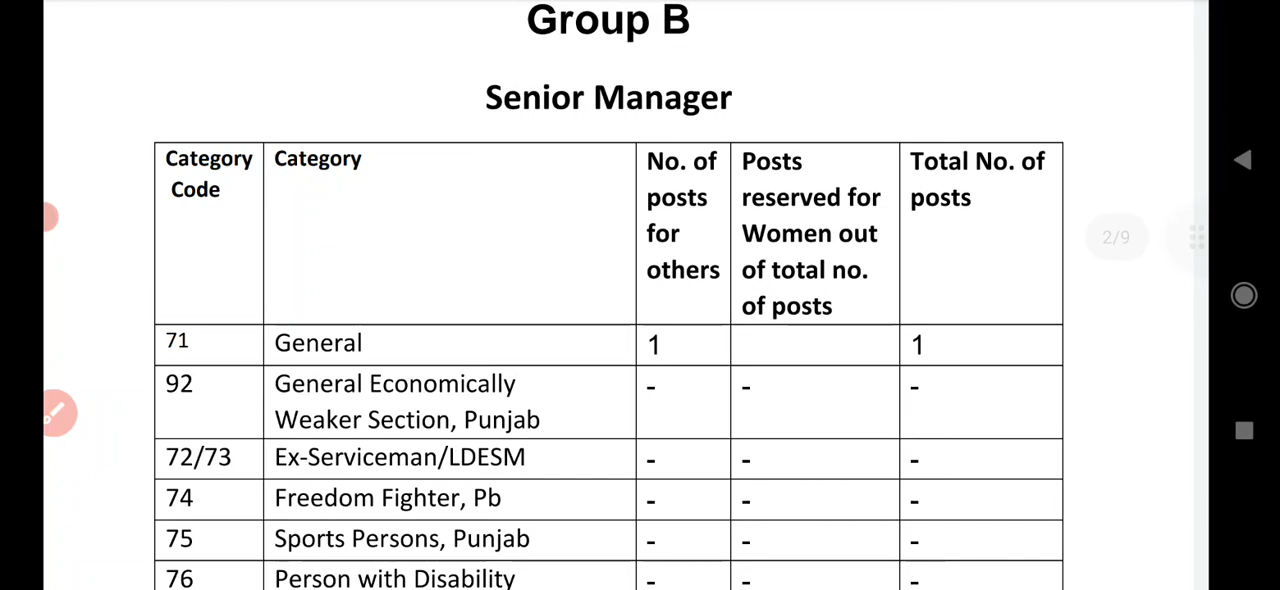 Group B
Senior Manager
Category Code | Category | No. of posts for others | Posts reserved for Women out of total no. of posts | Total No. of posts
71 | General | 1 | | 1
92 | General Economically Weaker Section, Punjab | - | - | -
72/73 | Ex-Serviceman/LDESM | - | - | -
74 | Freedom Fighter, Pb | - | - | -
75 | Sports Persons, Punjab | - | - | -
76 | Person with Disability | - | - | -
2/9